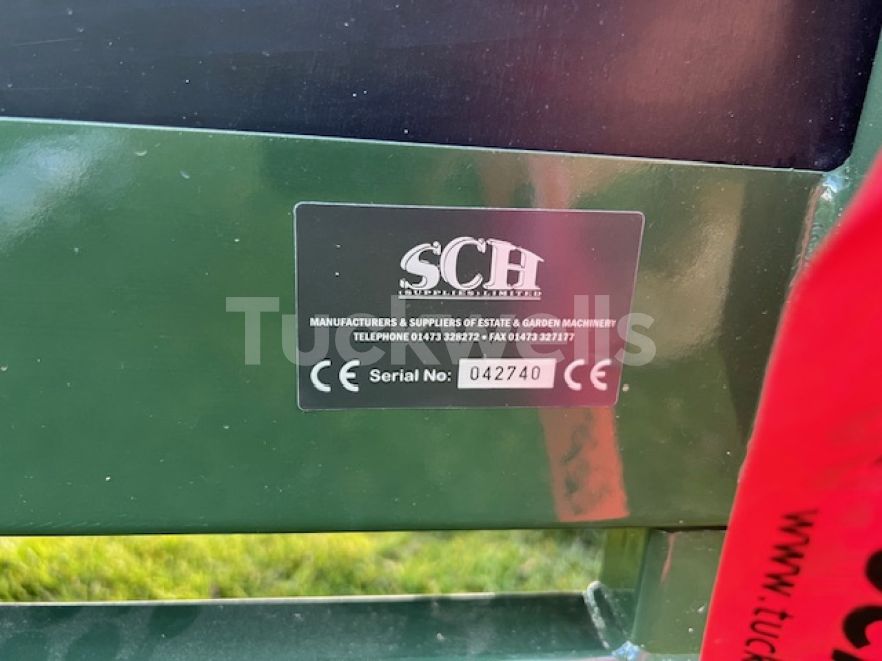 SCH
(SUPPLIES) LIMITED
MANUFACTURERS & SUPPLIERS OF ESTATE & GARDEN MACHINERY
TELEPHONE 01473 328272 • FAX 01473 327177
CE Serial No: 042740 CE
Tuckwells
www.tuck